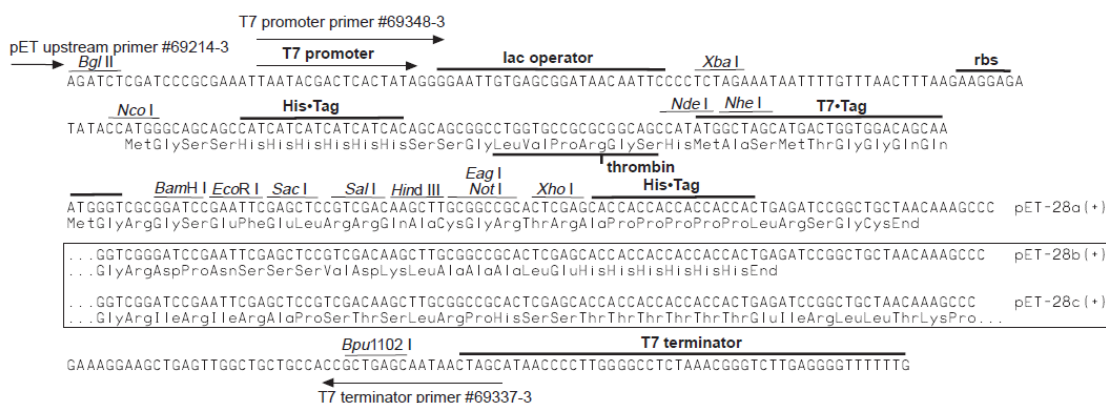 T7 promoter primer #69348-3
pET upstream primer #69214-3
Bgl II
T7 promoter
lac operator
Xba I
rbs
AGATCTCGATCCCGCGAAATTAATACGACTCACTATAGGGGAATTGTGAGCGGATAACAATTCCCCTCTAGAAATAATTTTGTTTAACTTTAAGAAGGAGA
Nco I
His•Tag
Nde I
Nhe I
T7•Tag
TATACCATGGGCAGCAGCCATCATCATCATCATCACAGCAGCGGCCTGGTGCCGCGCGGCAGCCATATGGCTAGCATGACTGGTGGACAGCAA
MetGlySerSerHisHisHisHisHisHisSerSerGlyLeuValProArgGlySerHisMetAlaSerMetThrGlyGlyGlnGln
thrombin
BamH I
EcoR I
Sac I
Sal I
Hind III
Eag I
Not I
Xho I
His•Tag
ATGGGTCGCGGATCCGAATTCGAGCTCCGTCGACAAGCTTGCGGCCGCACTCGAGCACCACCACCACCACCACTGAGATCCGGCTGCTAACAAAGCCC pET-28a(+)
MetGlyArgGlySerGluPheGluLeuArgArgGlnAlaCysGlyArgThrArgAlaProProProProProLeuArgSerGlyCysEnd
...GGTCGGGATCCGAATTCGAGCTCCGTCGACAAGCTTGCGGCCGCACTCGAGCACCACCACCACCACCACTGAGATCCGGCTGCTAACAAAGCCC pET-28b(+)
...GlyArgAspProAsnSerSerSerValAspLysLeuAlaAlaAlaLeuGluHisHisHisHisHisHisEnd
...GGTCGGATCCGAATTCGAGCTCCGTCGACAAGCTTGCGGCCGCACTCGAGCACCACCACCACCACCACTGAGATCCGGCTGCTAACAAAGCCC pET-28c(+)
...GlyArgIleArgIleArgAlaProSerThrSerLeuArgProHisSerSerThrThrThrThrThrThrGluIleArgLeuLeuThrLysPro...
Bpu1102 I
T7 terminator
GAAAGGAAGCTGAGTTGGCTGCTGCCACCGCTGAGCAATAACTAGCATAACCCCTTGGGGCCTCTAAACGGGTCTTGAGGGGTTTTTTG
T7 terminator primer #69337-3